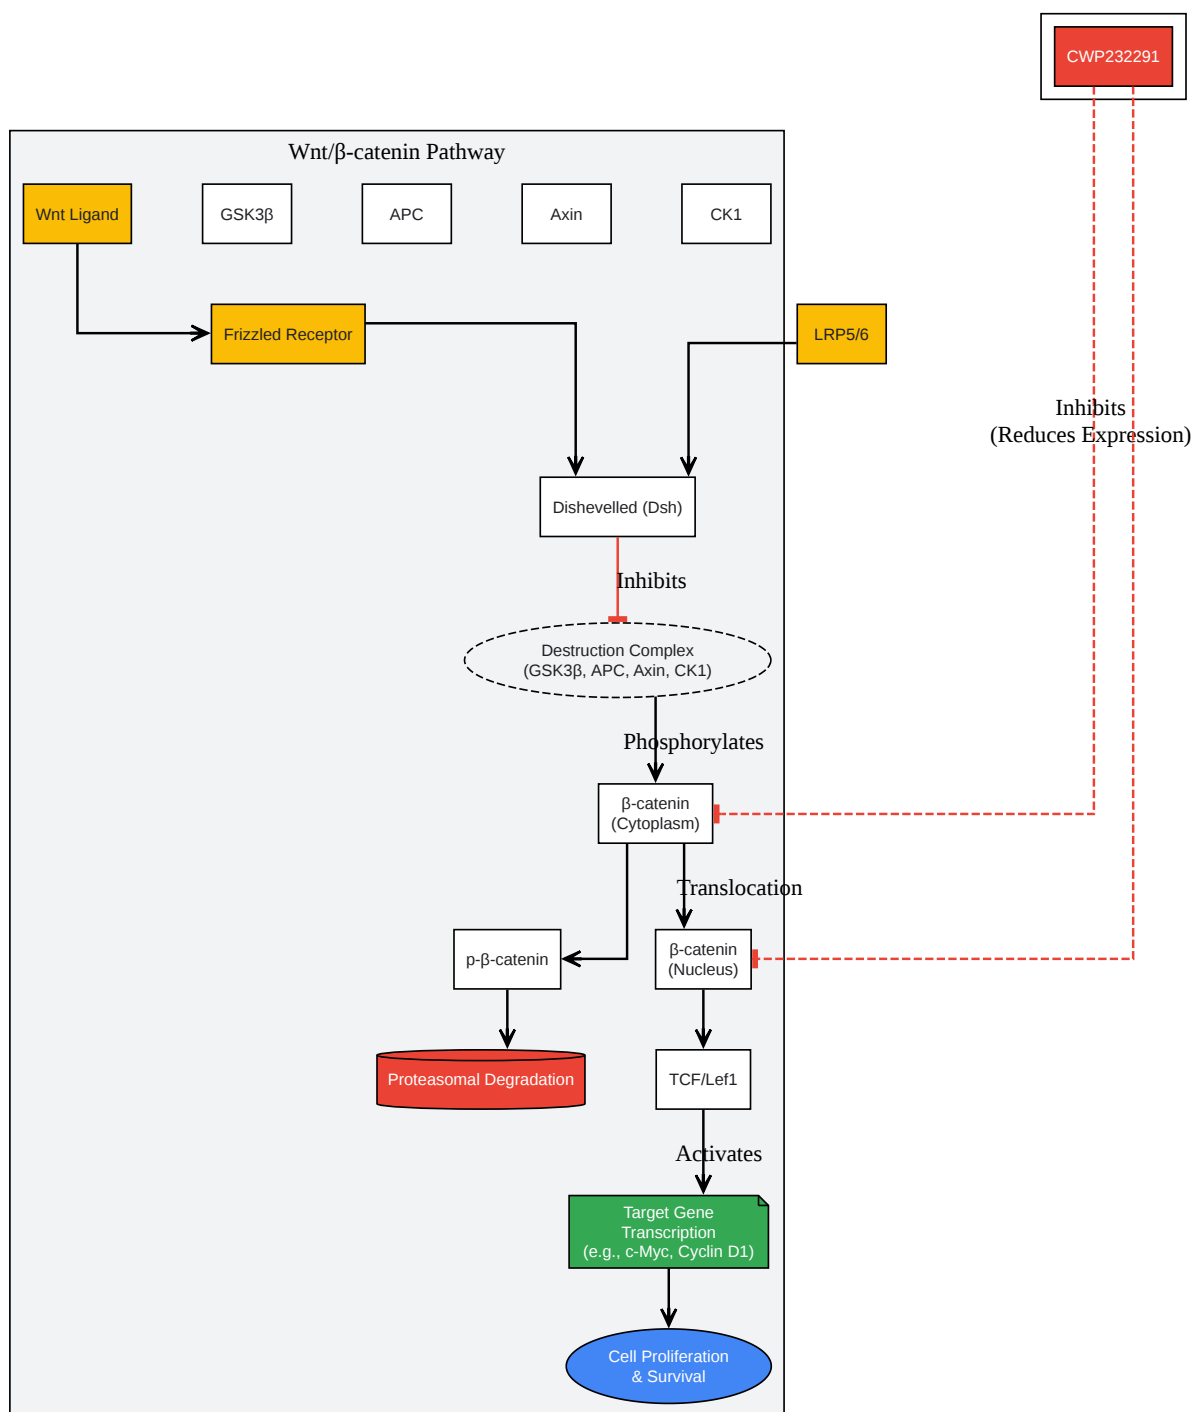 CWP232291
Wnt/β-catenin Pathway
Wnt Ligand
GSK3β
APC
Axin
CK1
Frizzled Receptor
LRP5/6
Inhibits
(Reduces Expression)
Dishevelled (Dsh)
Inhibits
Destruction Complex
(GSK3β, APC, Axin, CK1)
Phosphorylates
β-catenin
(Cytoplasm)
Translocation
p-β-catenin
β-catenin
(Nucleus)
Proteasomal Degradation
TCF/Lef1
Activates
Target Gene
Transcription
(e.g., c-Myc, Cyclin D1)
Cell Proliferation
& Survival